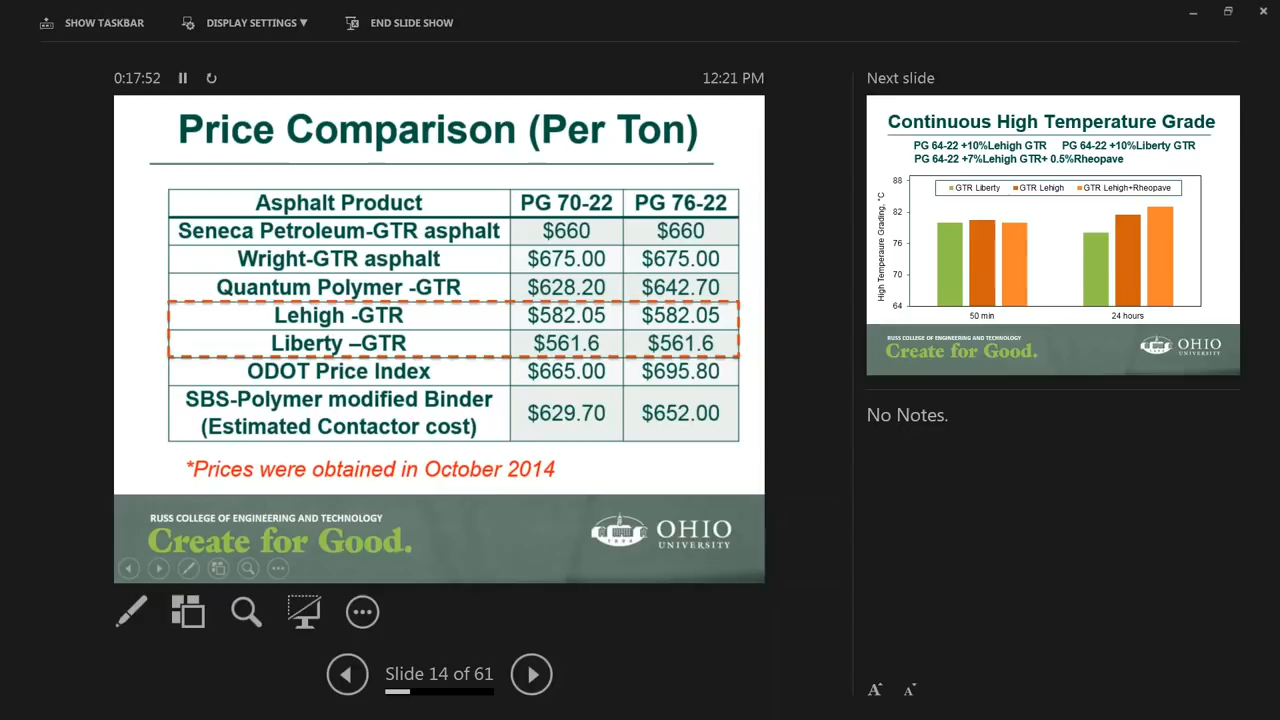 SHOW TASKBAR DISPLAY SETTINGS ▼ END SLIDE SHOW
0:17:52 12:21 PM
Price Comparison (Per Ton)
Asphalt Product PG 70-22 PG 76-22
Seneca Petroleum-GTR asphalt $660 $660
Wright-GTR asphalt $675.00 $675.00
Quantum Polymer -GTR $628.20 $642.70
Lehigh -GTR $582.05 $582.05
Liberty –GTR $561.6 $561.6
ODOT Price Index $665.00 $695.80
SBS-Polymer modified Binder
(Estimated Contactor cost) $629.70 $652.00
*Prices were obtained in October 2014
RUSS COLLEGE OF ENGINEERING AND TECHNOLOGY
Create for Good.
1804
OHIO
UNIVERSITY
Slide 14 of 61
Next slide
Continuous High Temperature Grade
PG 64-22 +10%Lehigh GTR PG 64-22 +10%Liberty GTR
PG 64-22 +7%Lehigh GTR+ 0.5%Rheopave
GTR Liberty GTR Lehigh GTR Lehigh+Rheopave
High Temperaure Grading, °C
88
82
76
70
64
50 min 24 hours
RUSS COLLEGE OF ENGINEERING AND TECHNOLOGY
Create for Good.
OHIO
UNIVERSITY
No Notes.
A A